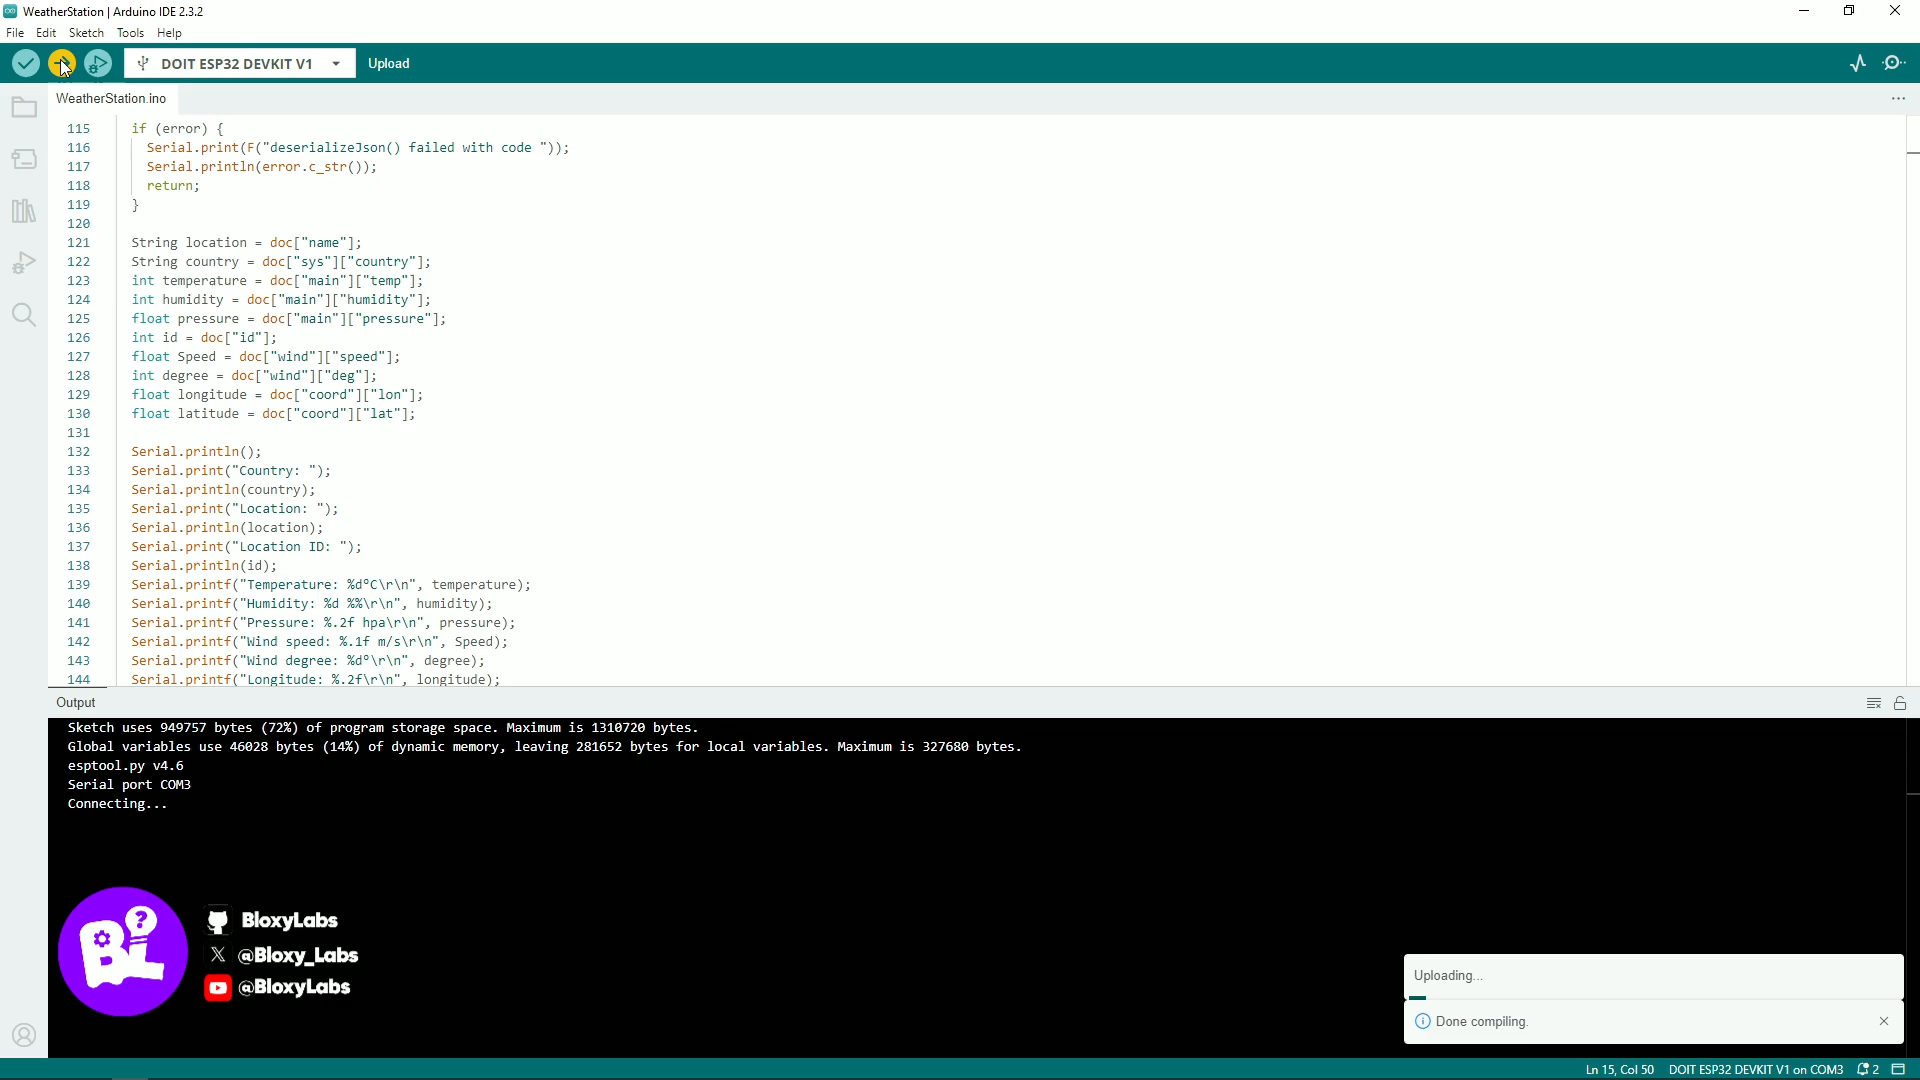 WeatherStation | Arduino IDE 2.3.2
File Edit Sketch Tools Help
DOIT ESP32 DEVKIT V1 Upload
WeatherStation.ino
115 if (error) {
116 Serial.print(F("deserializeJson() failed with code "));
117 Serial.println(error.c_str());
118 return;
119 }
120
121 String location = doc["name"];
122 String country = doc["sys"]["country"];
123 int temperature = doc["main"]["temp"];
124 int humidity = doc["main"]["humidity"];
125 float pressure = doc["main"]["pressure"];
126 int id = doc["id"];
127 float Speed = doc["wind"]["speed"];
128 int degree = doc["wind"]["deg"];
129 float longitude = doc["coord"]["lon"];
130 float latitude = doc["coord"]["lat"];
131
132 Serial.println();
133 Serial.print("Country: ");
134 Serial.println(country);
135 Serial.print("Location: ");
136 Serial.println(location);
137 Serial.print("Location ID: ");
138 Serial.println(id);
139 Serial.printf("Temperature: %d°C\r\n", temperature);
140 Serial.printf("Humidity: %d %%\r\n", humidity);
141 Serial.printf("Pressure: %.2f hpa\r\n", pressure);
142 Serial.printf("Wind speed: %.1f m/s\r\n", Speed);
143 Serial.printf("Wind degree: %d°\r\n", degree);
144 Serial.printf("Longitude: %.2f\r\n", longitude);
Output
Sketch uses 949757 bytes (72%) of program storage space. Maximum is 1310720 bytes.
Global variables use 46028 bytes (14%) of dynamic memory, leaving 281652 bytes for local variables. Maximum is 327680 bytes.
esptool.py v4.6
Serial port COM3
Connecting...
BL?
BloxyLabs
@Bloxy_Labs
@BloxyLabs
Uploading...
Done compiling.
Ln 15, Col 50 DOIT ESP32 DEVKIT V1 on COM3 2